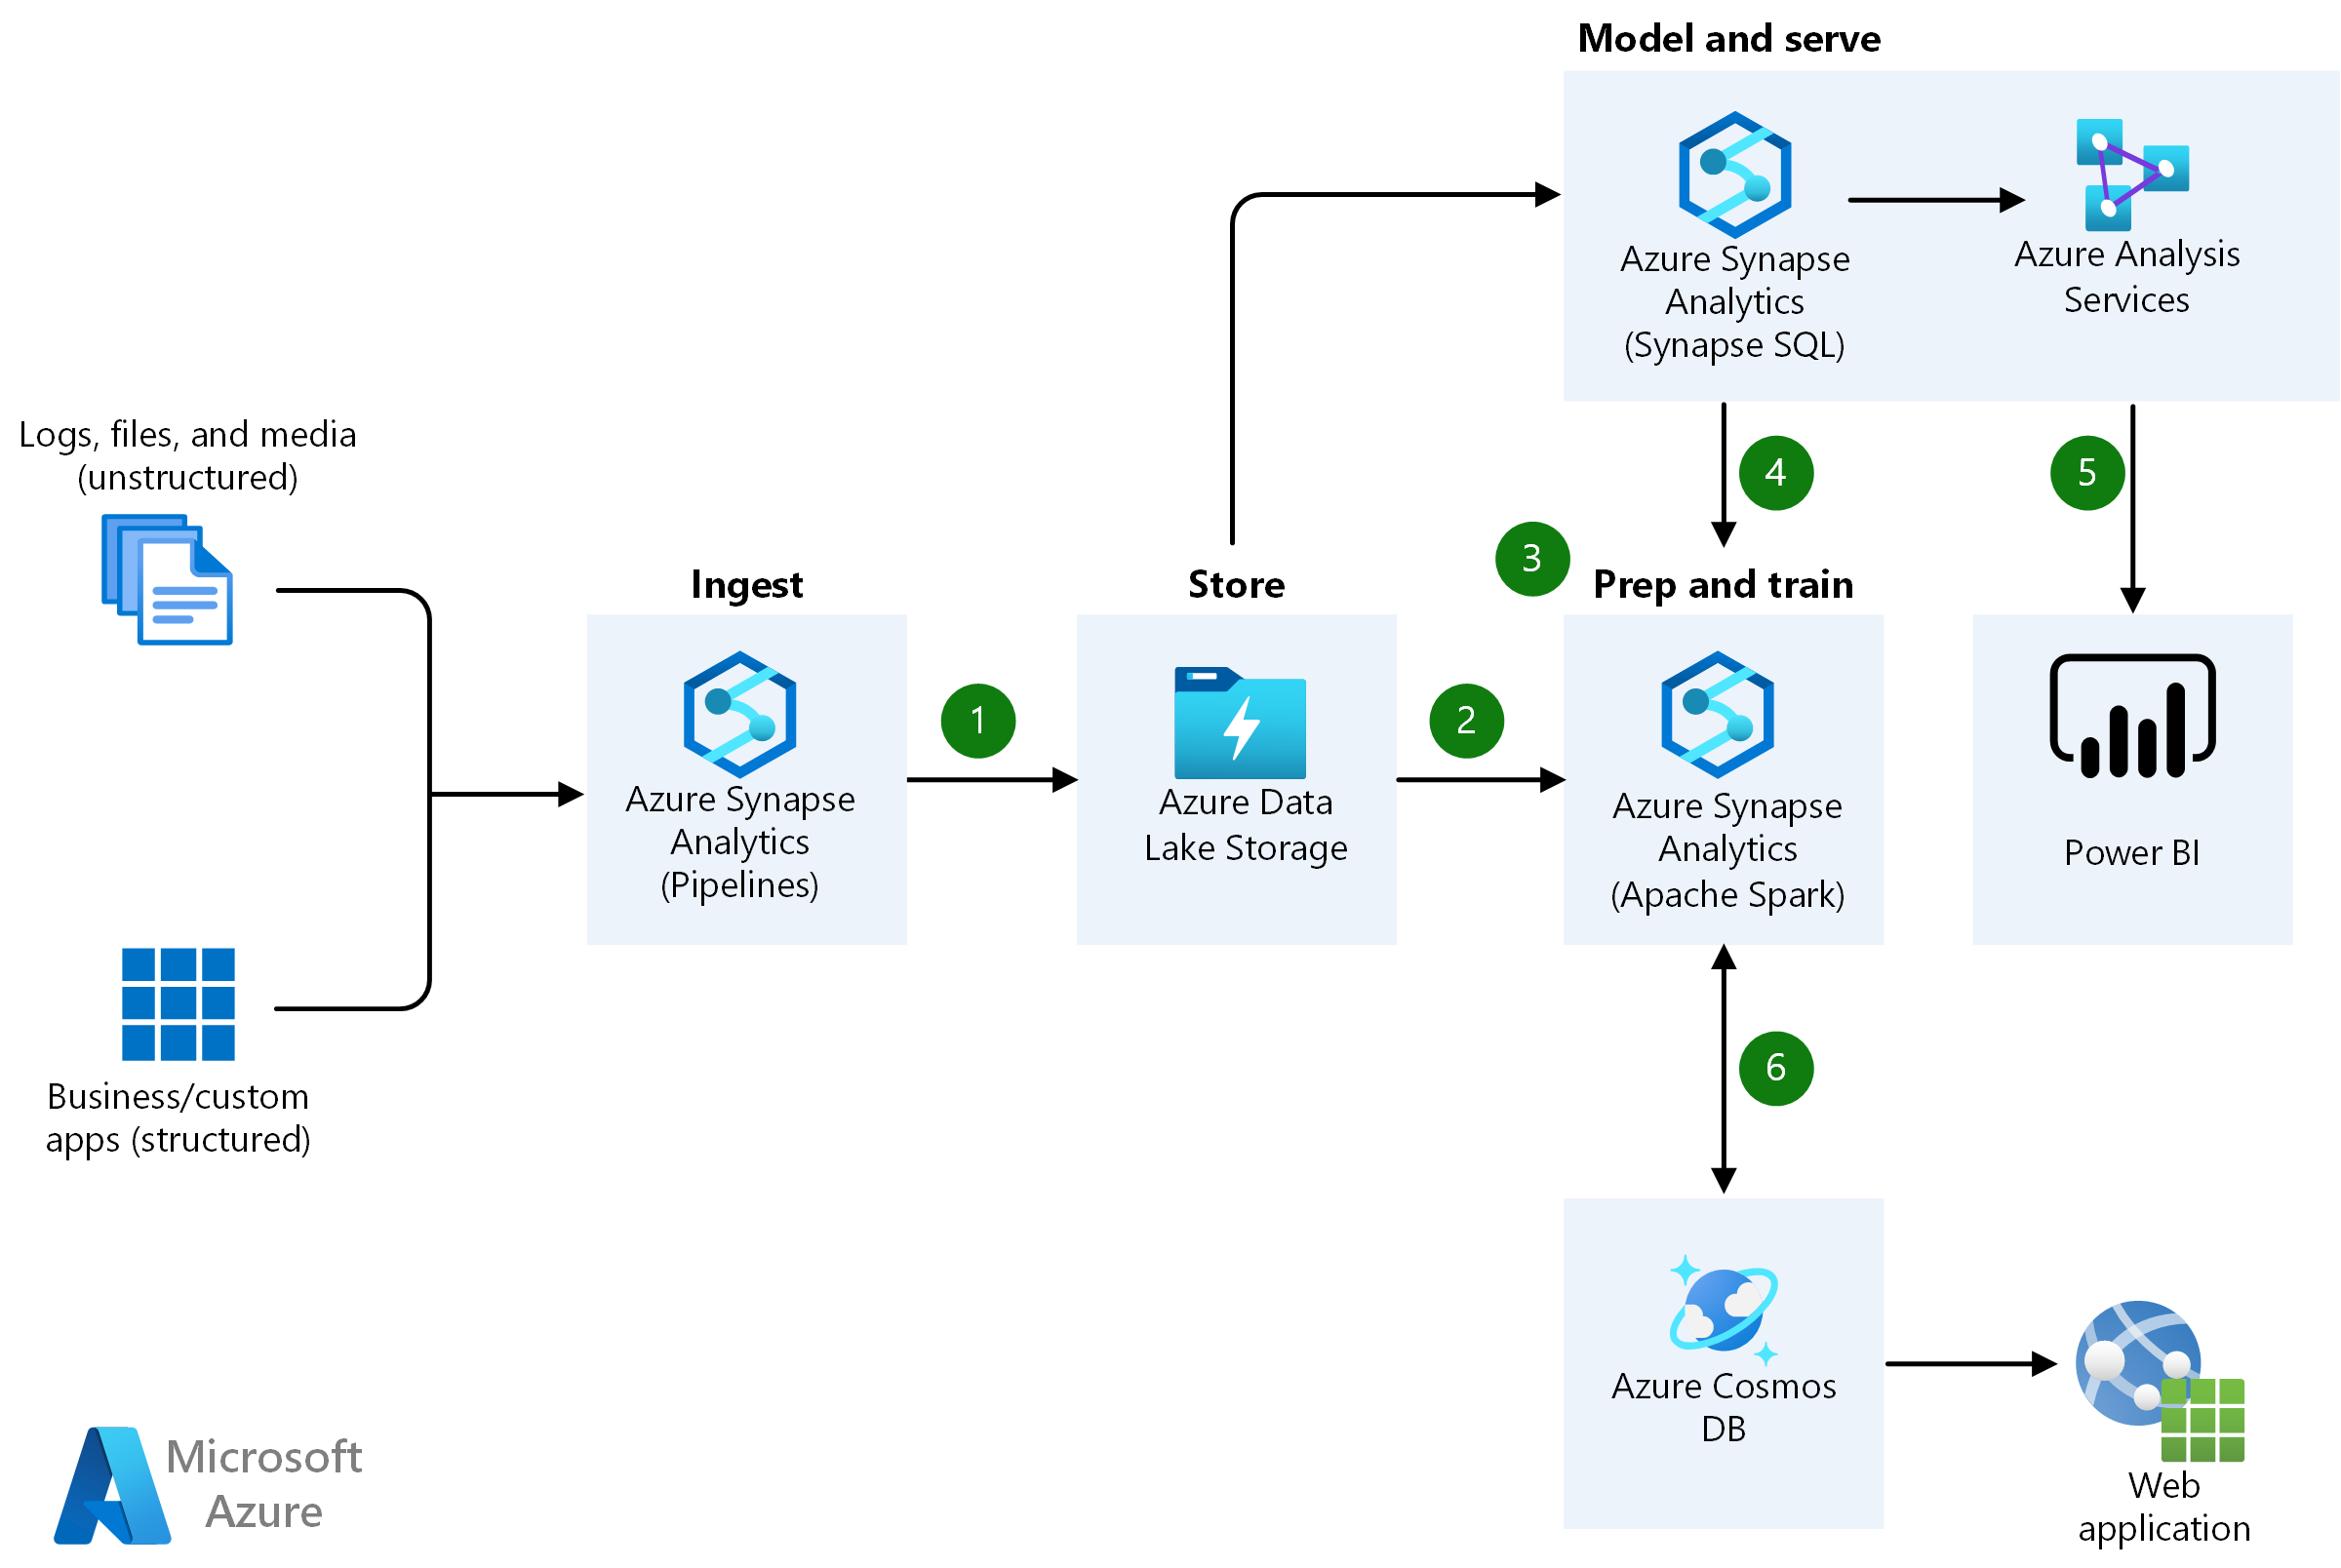 Model and serve
Azure Synapse
Analytics
(Synapse SQL)
Azure Analysis
Services
Logs, files, and media
(unstructured)
4
5
3
Ingest
Store
Prep and train
1
2
Azure Synapse
Analytics
(Pipelines)
Azure Data
Lake Storage
Azure Synapse
Analytics
(Apache Spark)
Power BI
Business/custom
apps (structured)
6
Azure Cosmos
DB
Web
application
Microsoft
Azure